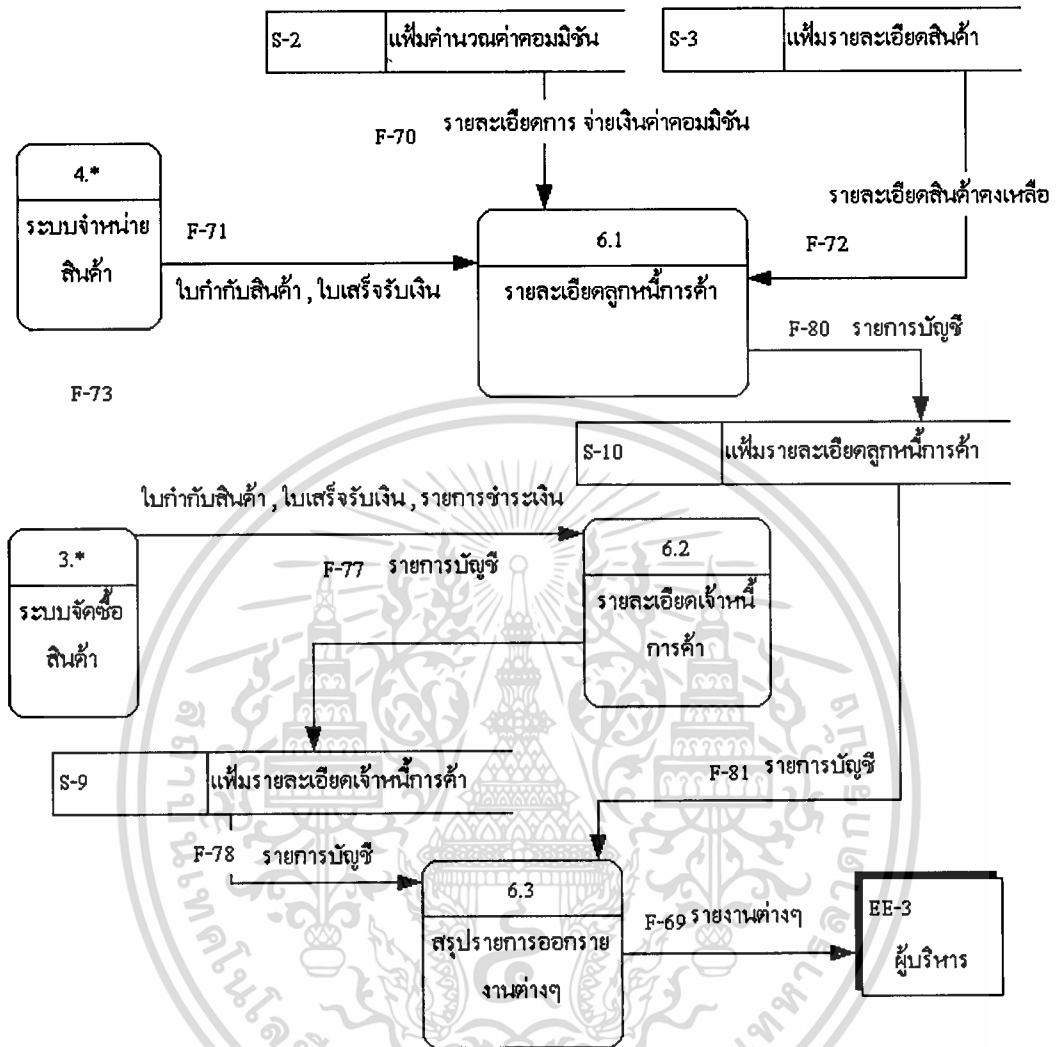 S-2 แฟ้มคำนวณค่าคอมมิชัน
S-3 แฟ้มรายละเอียดสินค้า
F-70 รายละเอียดการ จ่ายเงินค่าคอมมิชัน
4.*
ระบบจำหน่าย
สินค้า
F-71
ใบกำกับสินค้า , ใบเสร็จรับเงิน
6.1
รายละเอียดลูกหนี้การค้า
รายละเอียดสินค้าคงเหลือ
F-72
F-80 รายการบัญชี
F-73
S-10 แฟ้มรายละเอียดลูกหนี้การค้า
ใบกำกับสินค้า , ใบเสร็จรับเงิน , รายการชำระเงิน
3.*
ระบบจัดซื้อ
สินค้า
F-77 รายการบัญชี
6.2
รายละเอียดเจ้าหนี้
การค้า
S-9 แฟ้มรายละเอียดเจ้าหนี้การค้า
F-81 รายการบัญชี
F-78 รายการบัญชี
6.3
สรุปรายการออกราย
งานต่างๆ
F-69 รายงานต่างๆ
EE-3
ผู้บริหาร